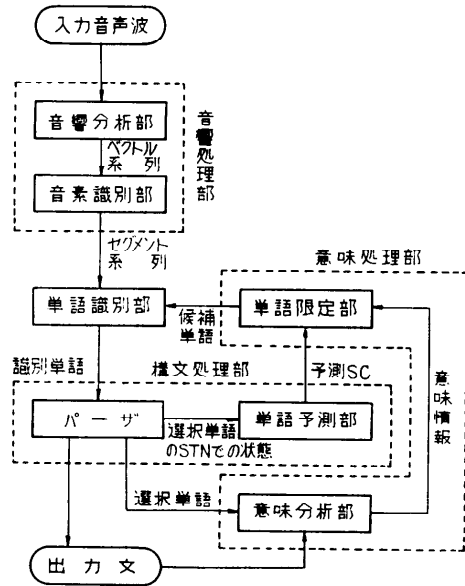 入力音声波
音響分析部
ベクトル
系列
音素識別部
音響処理部
セグメント
系列
意味処理部
単語識別部
候補
単語
単語限定部
識別単語
構文処理部
予測SC
意味情報
パーザ
選択単語
のSTNでの状態
単語予測部
選択単語
意味分析部
出力文